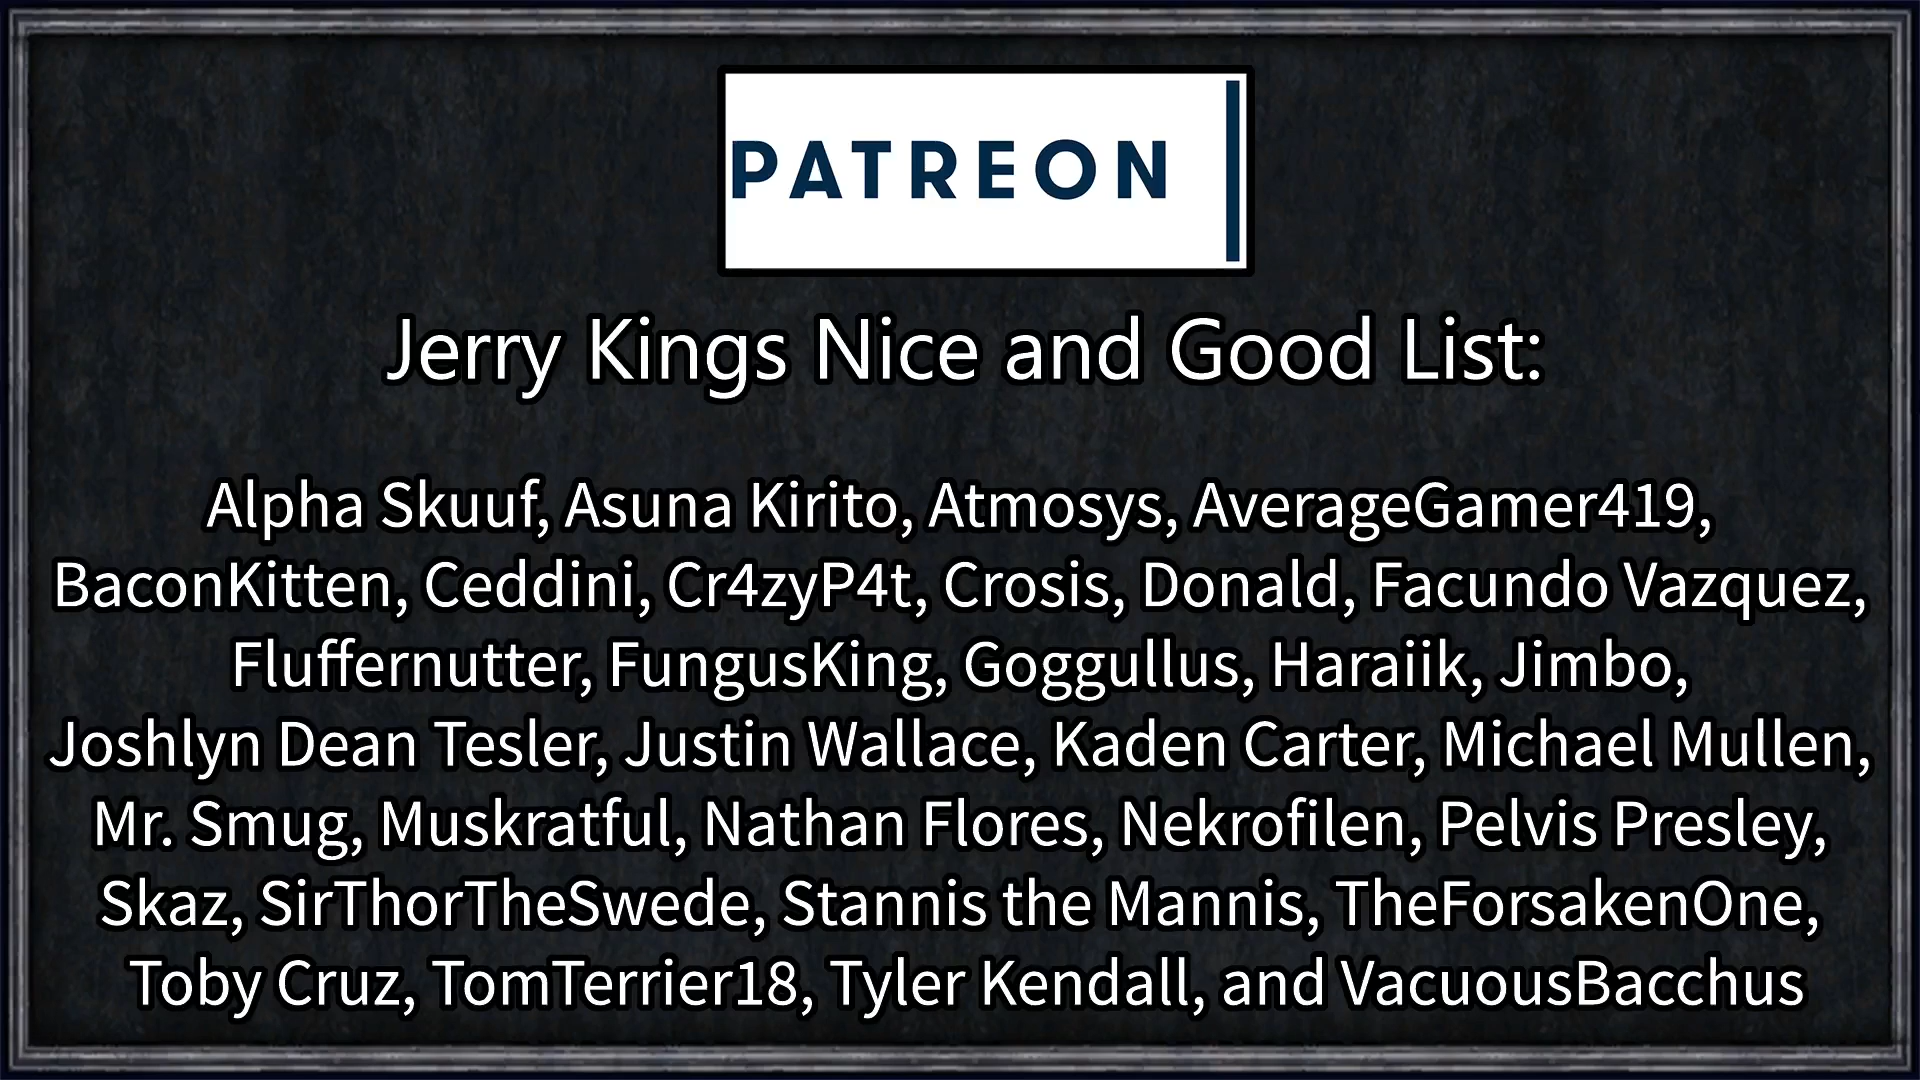 PATREON
Jerry Kings Nice and Good List:
Alpha Skuuf, Asuna Kirito, Atmosys, AverageGamer419,
BaconKitten, Ceddini, Cr4zyP4t, Crosis, Donald, Facundo Vazquez,
Fluffernutter, FungusKing, Goggullus, Haraiik, Jimbo,
Joshlyn Dean Tesler, Justin Wallace, Kaden Carter, Michael Mullen,
Mr. Smug, Muskratful, Nathan Flores, Nekrofilen, Pelvis Presley,
Skaz, SirThorTheSwede, Stannis the Mannis, TheForsakenOne,
Toby Cruz, TomTerrier18, Tyler Kendall, and VacuousBacchus